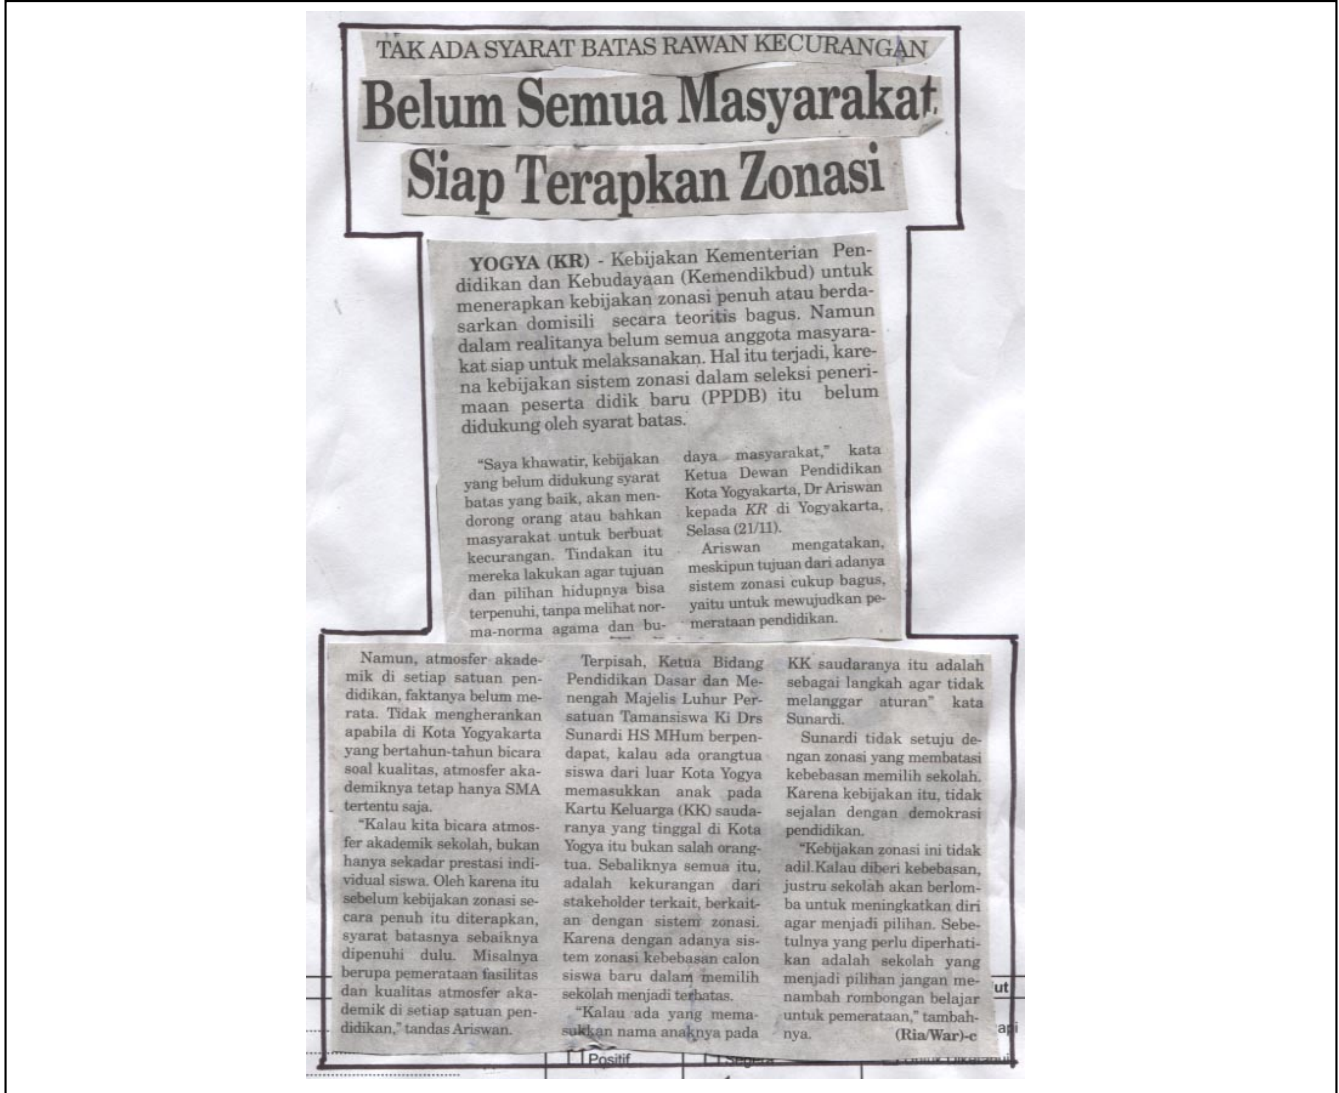 TAK ADA SYARAT BATAS RAWAN KECURANGAN
Belum Semua Masyarakat
Siap Terapkan Zonasi
YOGYA (KR) - Kebijakan Kementerian Pen-
didikan dan Kebudayaan (Kemendikbud) untuk
menerapkan kebijakan zonasi penuh atau berda-
sarkan domisili secara teoritis bagus. Namun
dalam realitanya belum semua anggota masyara-
kat siap untuk melaksanakan. Hal itu terjadi, kare-
na kebijakan sistem zonasi dalam seleksi peneri-
maan peserta didik baru (PPDB) itu belum
didukung oleh syarat batas.
"Saya khawatir, kebijakan
yang belum didukung syarat
batas yang baik, akan men-
dorong orang atau bahkan
masyarakat untuk berbuat
kecurangan. Tindakan itu
mereka lakukan agar tujuan
dan pilihan hidupnya bisa
terpenuhi, tanpa melihat nor-
ma-norma agama dan bu-
daya masyarakat," kata
Ketua Dewan Pendidikan
Kota Yogyakarta, Dr Ariswan
kepada KR di Yogyakarta,
Selasa (21/11).
Ariswan mengatakan,
meskipun tujuan dari adanya
sistem zonasi cukup bagus,
yaitu untuk mewujudkan pe-
merataan pendidikan.
Namun, atmosfer akade-
mik di setiap satuan pen-
didikan, faktanya belum me-
rata. Tidak mengherankan
apabila di Kota Yogyakarta
yang bertahun-tahun bicara
soal kualitas, atmosfer aka-
demiknya tetap hanya SMA
tertentu saja.
"Kalau kita bicara atmos-
fer akademik sekolah, bukan
hanya sekadar prestasi indi-
vidual siswa. Oleh karena itu
sebelum kebijakan zonasi se-
cara penuh itu diterapkan,
syarat batasnya sebaiknya
dipenuhi dulu. Misalnya
berupa pemerataan fasilitas
dan kualitas atmosfer aka-
demik di setiap satuan pen-
didikan," tandas Ariswan.
Terpisah, Ketua Bidang
Pendidikan Dasar dan Me-
nengah Majelis Luhur Per-
satuan Tamansiswa Ki Drs
Sunardi HS MHum berpen-
dapat, kalau ada orangtua
siswa dari luar Kota Yogya
memasukkan anak pada
Kartu Keluarga (KK) sauda-
ranya yang tinggal di Kota
Yogya itu bukan salah orang-
tua. Sebaliknya semua itu,
adalah kekurangan dari
stakeholder terkait, berkait-
an dengan sistem zonasi.
Karena dengan adanya sis-
tem zonasi kebebasan calon
siswa baru dalam memilih
sekolah menjadi terbatas.
"Kalau ada yang mema-
sukkan nama anaknya pada
KK saudaranya itu adalah
sebagai langkah agar tidak
melanggar aturan" kata
Sunardi.
Sunardi tidak setuju de-
ngan zonasi yang membatasi
kebebasan memilih sekolah.
Karena kebijakan itu, tidak
sejalan dengan demokrasi
pendidikan.
"Kebijakan zonasi ini tidak
adil.Kalau diberi kebebasan,
justru sekolah akan berlom-
ba untuk meningkatkan diri
agar menjadi pilihan. Sebe-
tulnya yang perlu diperhati-
kan adalah sekolah yang
menjadi pilihan jangan me-
nambah rombongan belajar
untuk pemerataan," tambah-
nya. (Ria/War)-c
ut
api
Positif
Segera